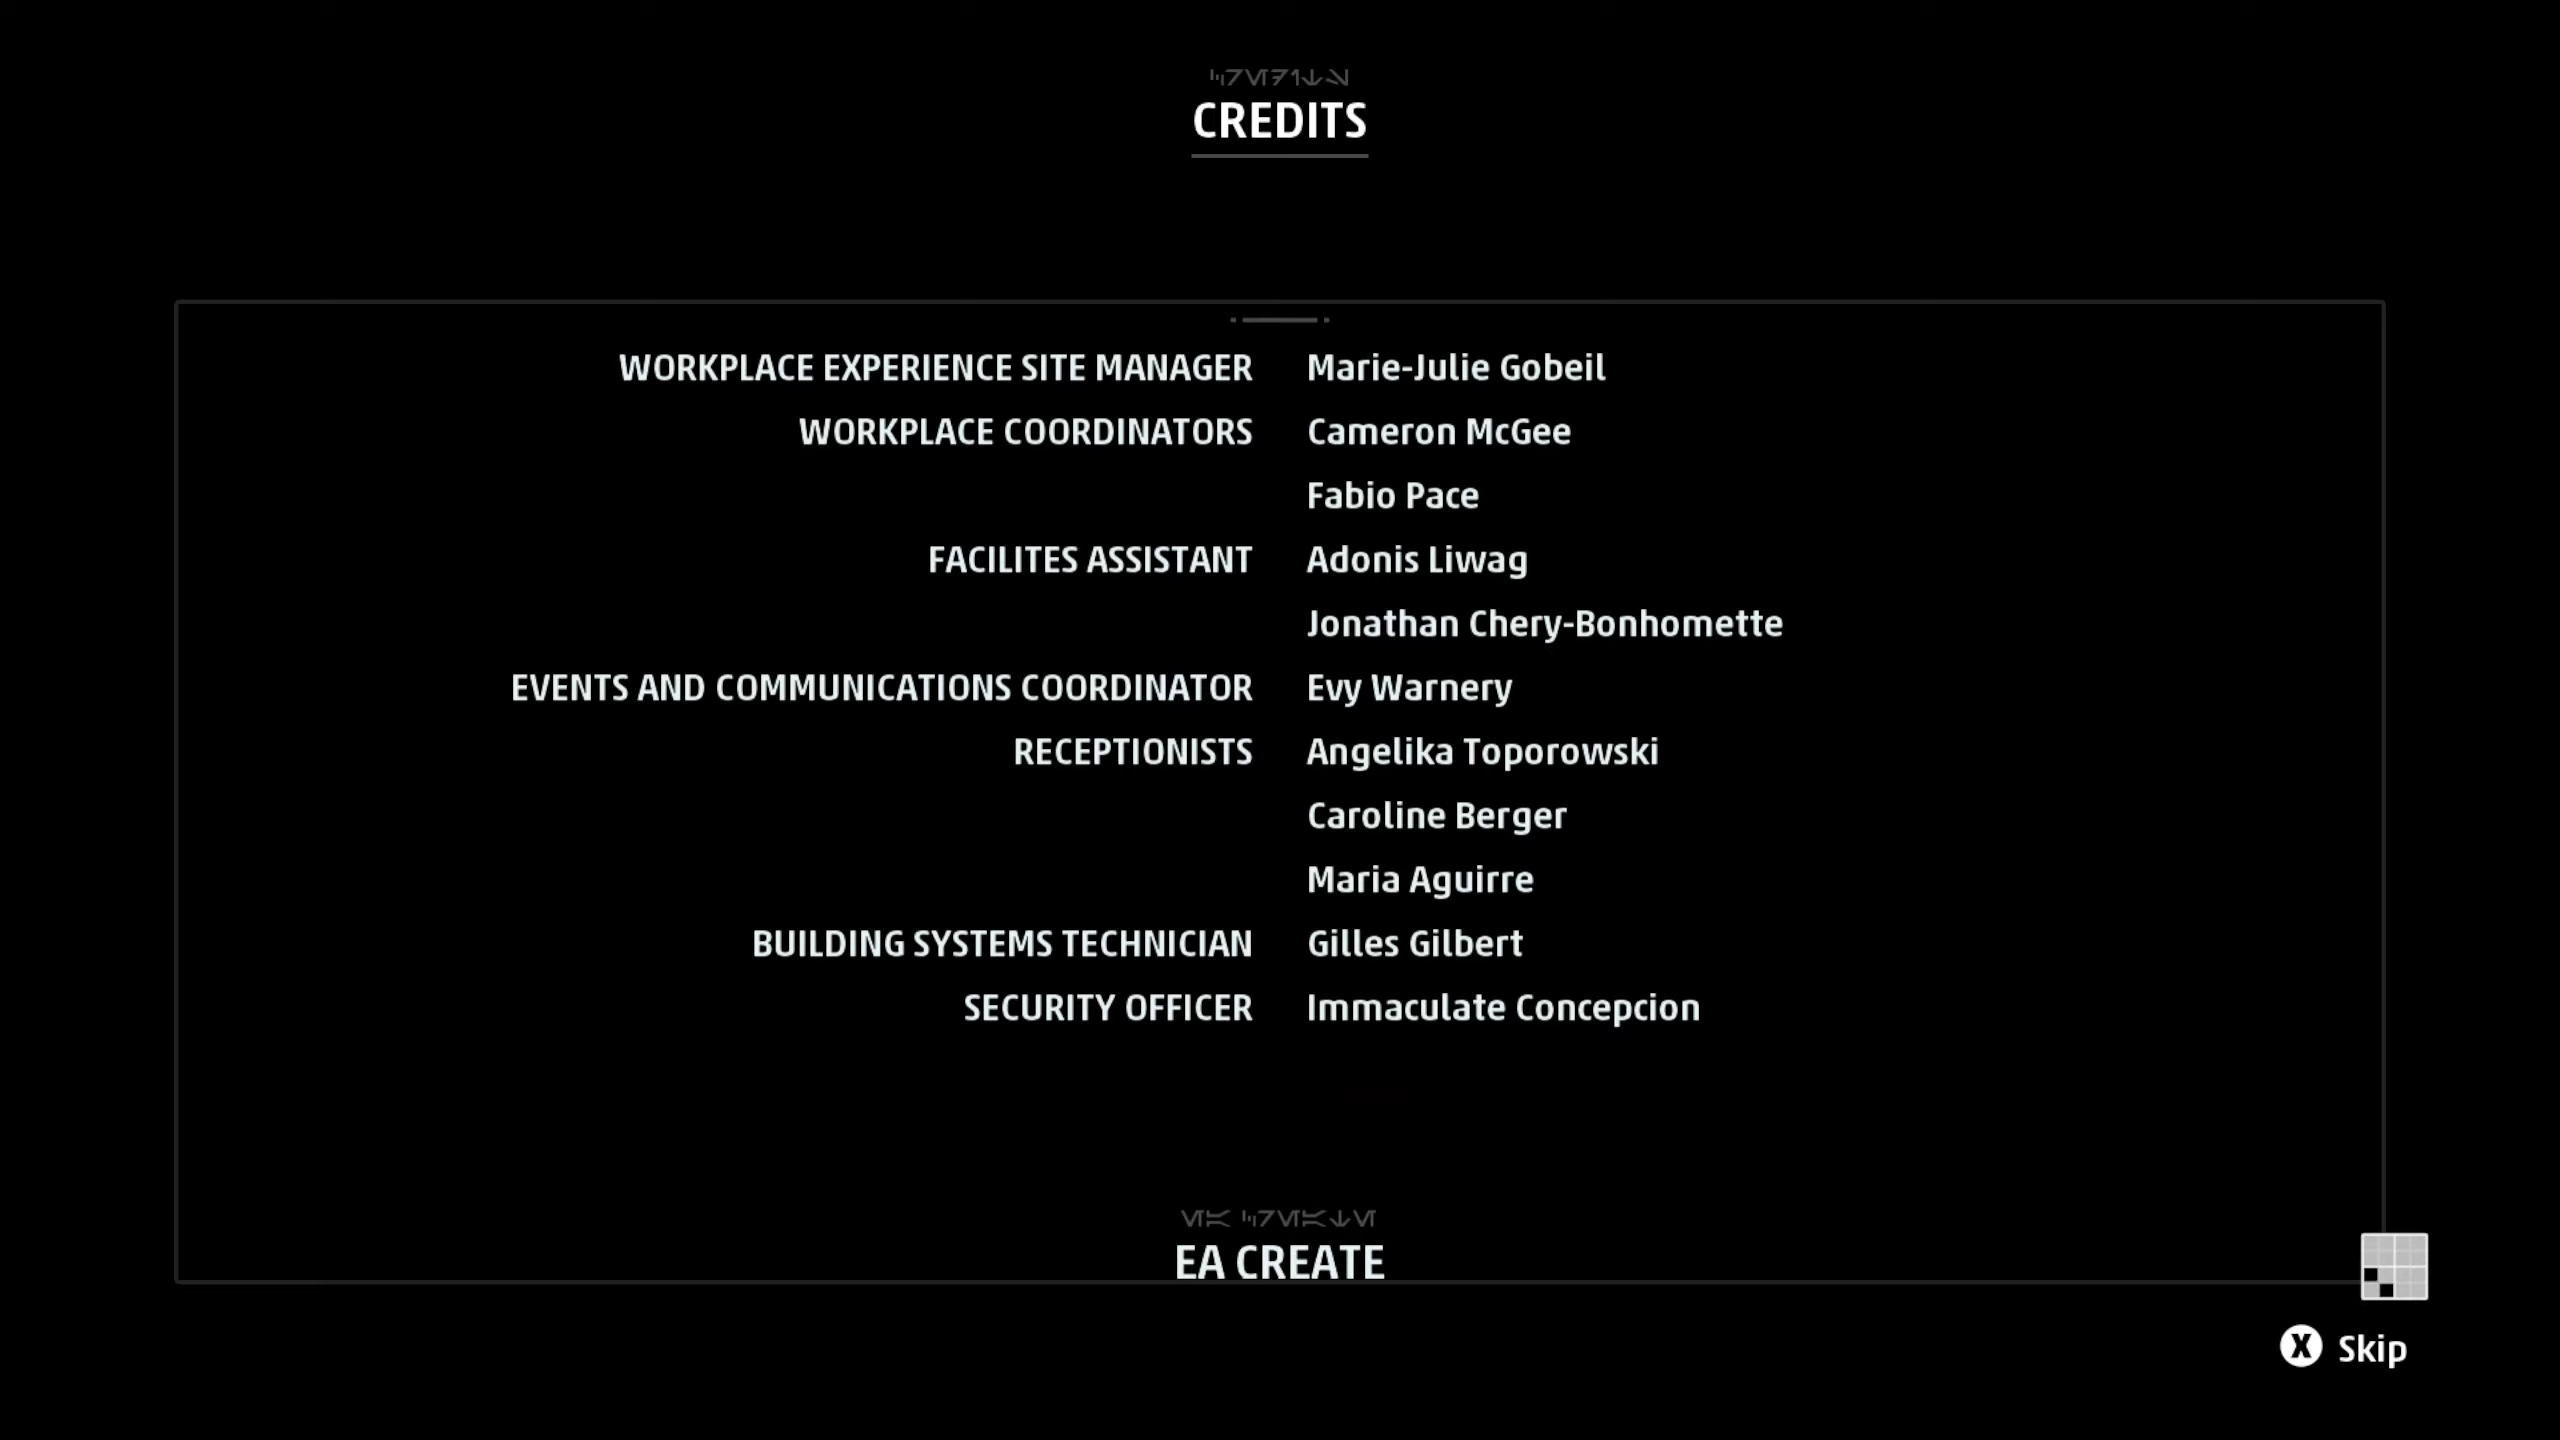 CREDITS
WORKPLACE EXPERIENCE SITE MANAGER Marie-Julie Gobeil
WORKPLACE COORDINATORS Cameron McGee
Fabio Pace
FACILITES ASSISTANT Adonis Liwag
Jonathan Chery-Bonhomette
EVENTS AND COMMUNICATIONS COORDINATOR Evy Warnery
RECEPTIONISTS Angelika Toporowski
Caroline Berger
Maria Aguirre
BUILDING SYSTEMS TECHNICIAN Gilles Gilbert
SECURITY OFFICER Immaculate Concepcion
EA CREATE
X Skip